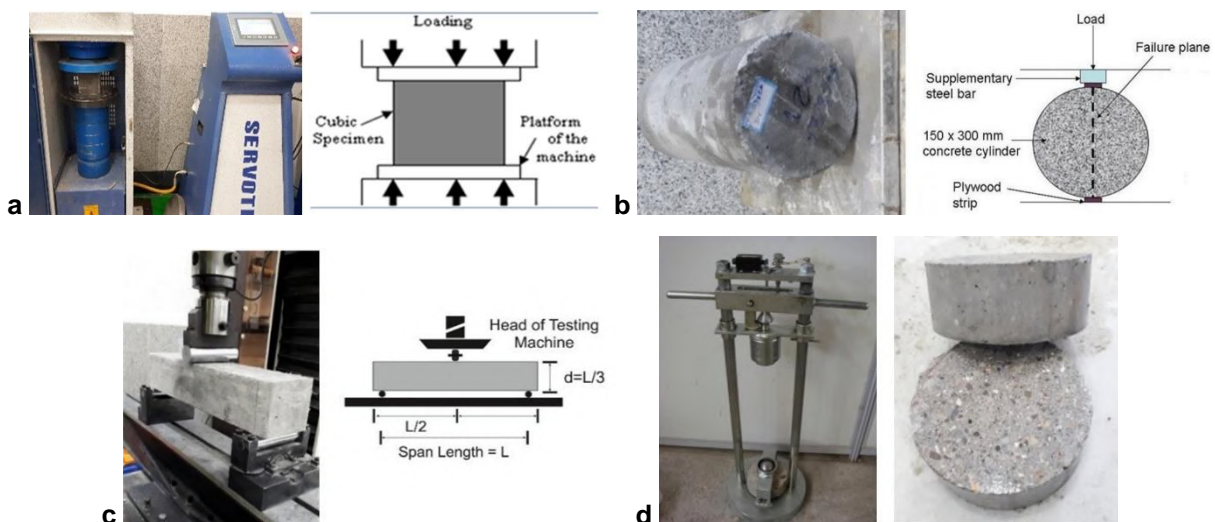 Loading
Cubic
Specimen
Platform
of the
machine
SERVOTE
a
Load
Failure plane
Supplementary
steel bar
150 x 300 mm
concrete cylinder
Plywood
strip
b
Head of Testing
Machine
d=L/3
L/2
Span Length = L
c
d